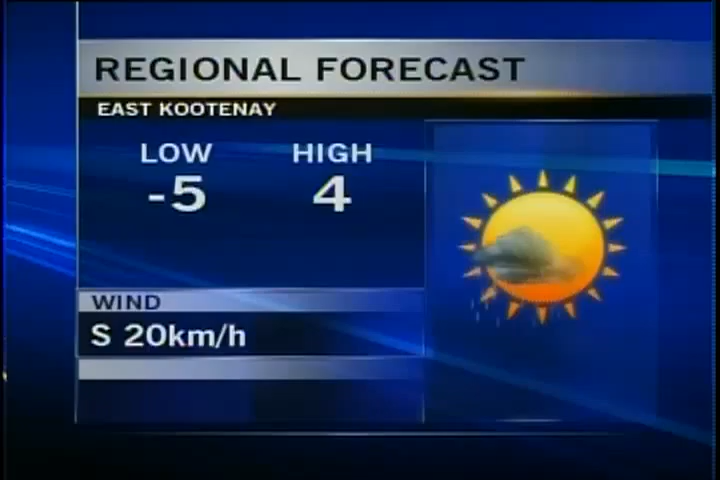 REGIONAL FORECAST
EAST KOOTENAY
LOW HIGH
-5 4
WIND
S 20km/h